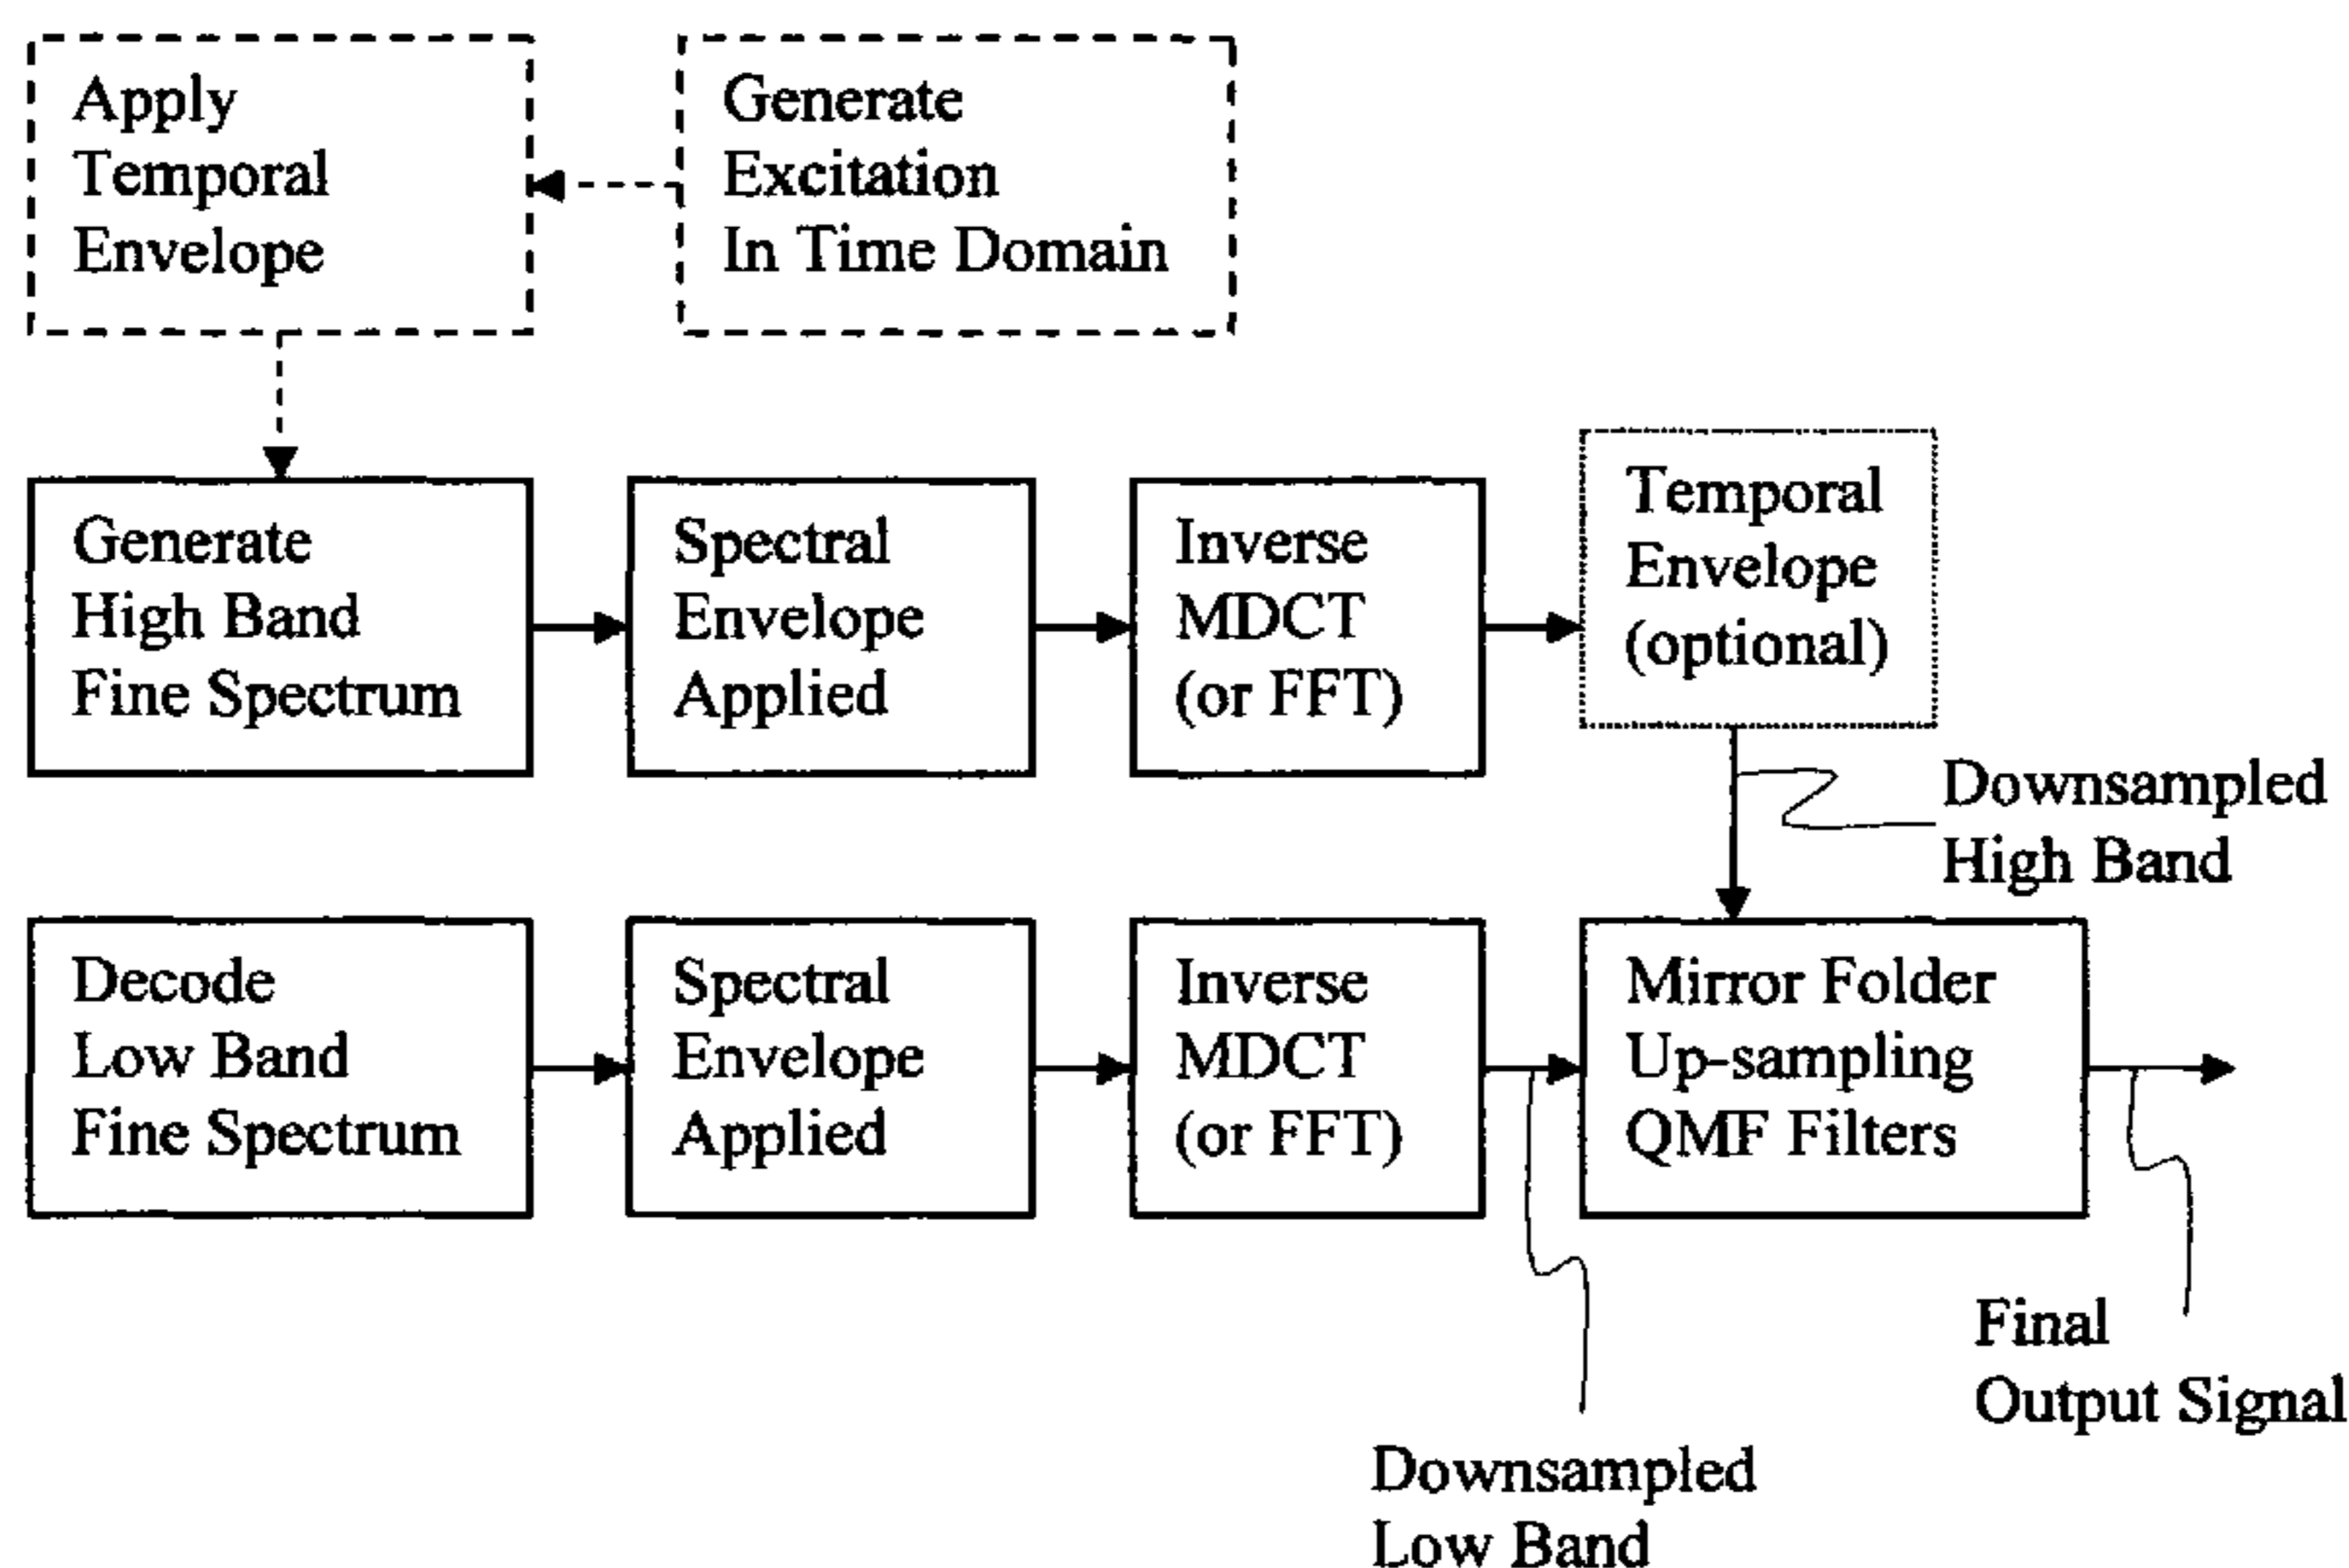 Apply
Temporal
Envelope
Generate
Excitation
In Time Domain
Generate
High Band
Fine Spectrum
Spectral
Envelope
Applied
Inverse
MDCT
(or FFT)
Temporal
Envelope
(optional)
Downsampled
High Band
Decode
Low Band
Fine Spectrum
Spectral
Envelope
Applied
Inverse
MDCT
(or FFT)
Mirror Folder
Up-sampling
QMF Filters
Final
Output Signal
Downsampled
Low Band